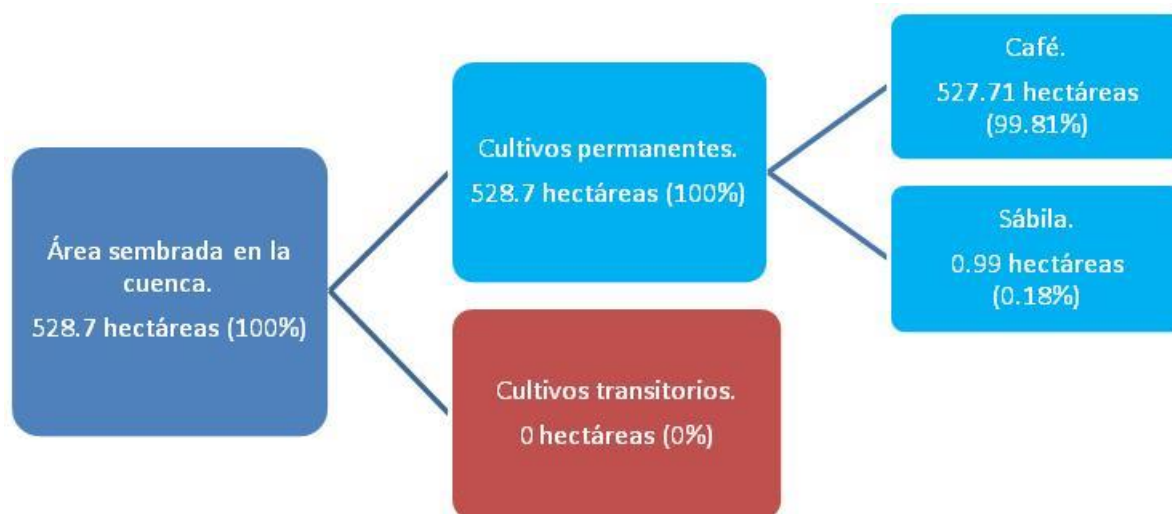 Área sembrada en la
cuenca.
528.7 hectáreas (100%)
Cultivos permanentes.
528.7 hectáreas (100%)
Cultivos transitorios.
0 hectáreas (0%)
Café.
527.71 hectáreas
(99.81%)
Sábila.
0.99 hectáreas
(0.18%)